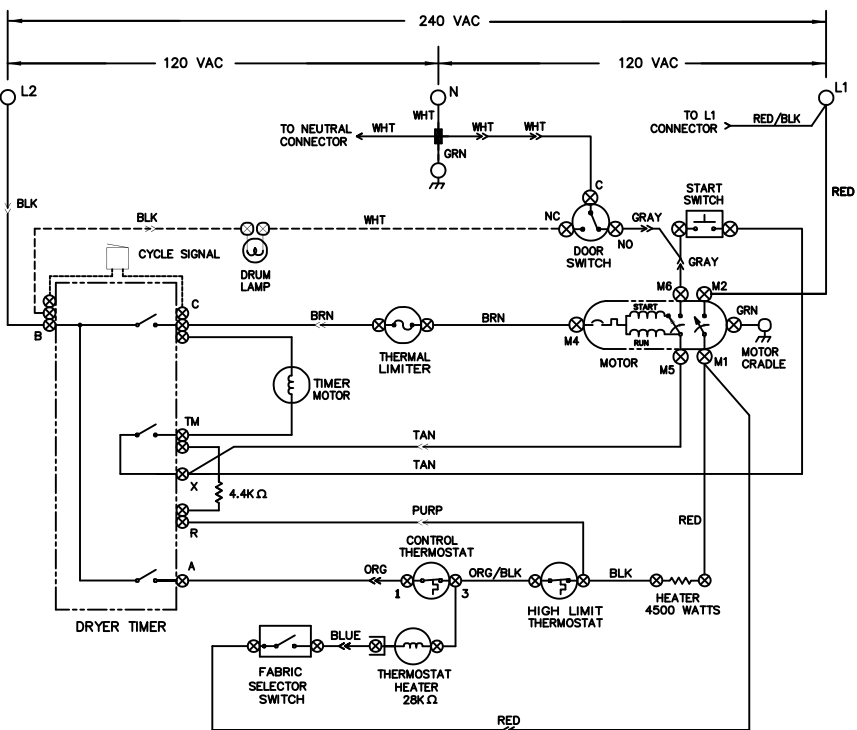 240 VAC
120 VAC
120 VAC
L2
N
L1
WHT
TO NEUTRAL
CONNECTOR
WHT
WHT
WHT
GRN
TO L1
CONNECTOR
RED/BLK
RED
BLK
BLK
WHT
C
NC
NO
DOOR
SWITCH
GRAY
START
SWITCH
GRAY
CYCLE SIGNAL
DRUM
LAMP
M6
M2
B
C
BRN
BRN
THERMAL
LIMITER
M4
START
RUN
MOTOR
M5
M1
GRN
MOTOR
CRADLE
TIMER
MOTOR
TM
TAN
TAN
X
4.4KΩ
R
PURP
RED
A
ORG
CONTROL
THERMOSTAT
1
3
ORG/BLK
HIGH LIMIT
THERMOSTAT
BLK
HEATER
4500 WATTS
DRYER TIMER
FABRIC
SELECTOR
SWITCH
BLUE
THERMOSTAT
HEATER
28KΩ
RED